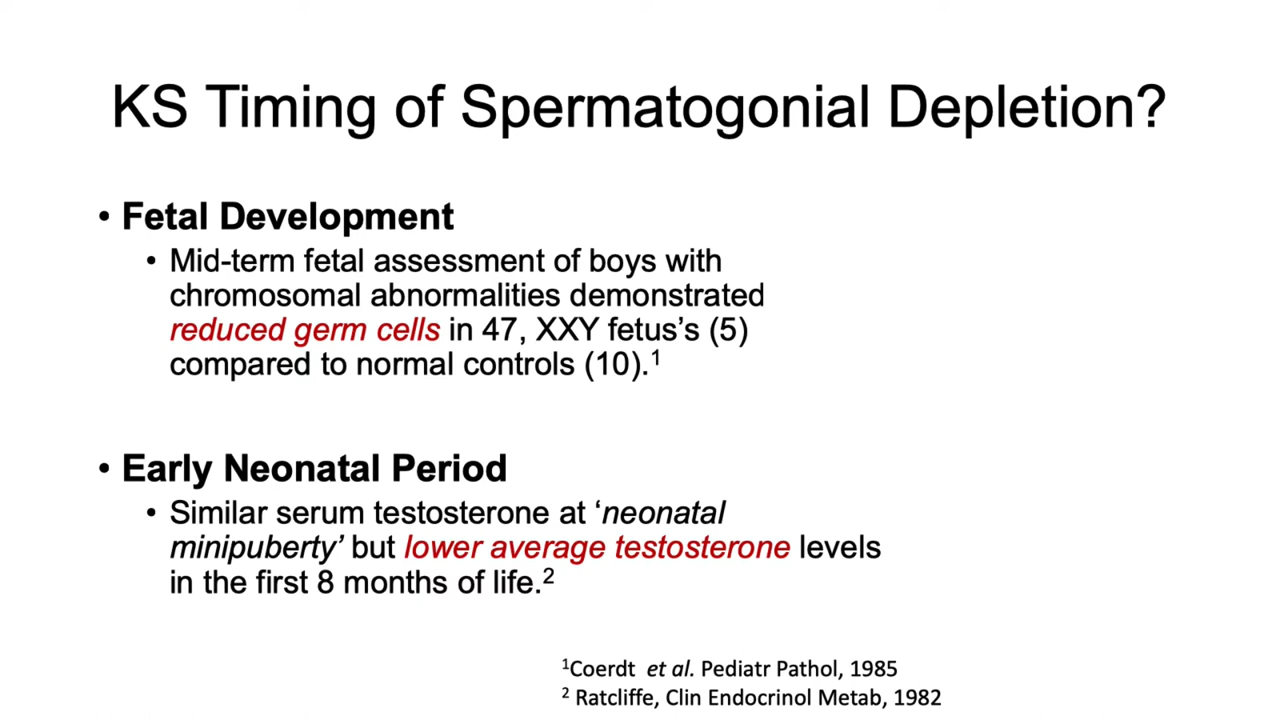 KS Timing of Spermatogonial Depletion?
• Fetal Development
• Mid-term fetal assessment of boys with
chromosomal abnormalities demonstrated
reduced germ cells in 47, XXY fetus's (5)
compared to normal controls (10).¹
• Early Neonatal Period
• Similar serum testosterone at ‘neonatal
minipuberty’ but lower average testosterone levels
in the first 8 months of life.²
¹Coerdt et al. Pediatr Pathol, 1985
² Ratcliffe, Clin Endocrinol Metab, 1982